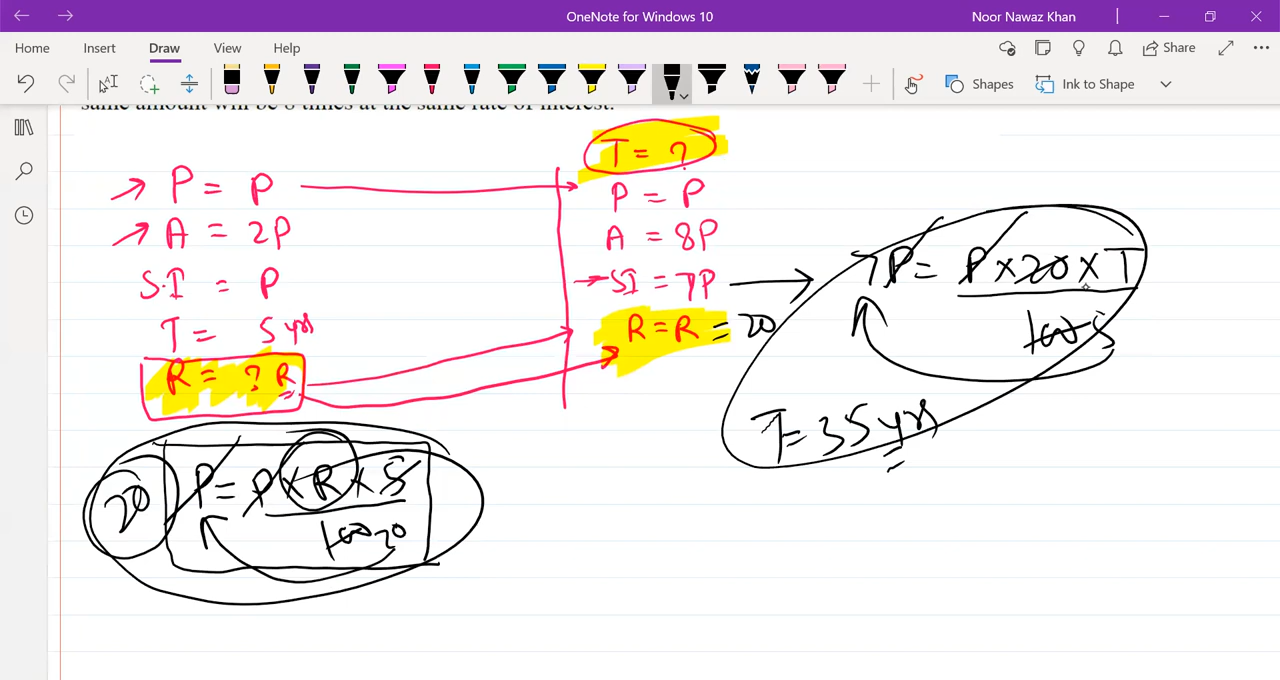 OneNote for Windows 10
Noor Nawaz Khan
Home Insert Draw View Help
Share
Shapes
Ink to Shape
same amount will be 8 times at the same rate of interest.
P = P
A = 2P
S.I = P
T = 5 yrs
R = ? R
20
P = P × R × 5
100 20
T = ?
P = P
A = 8P
SI = 7P
R = R = 20
7P = P × 20 × T
100 5
T = 35 yrs